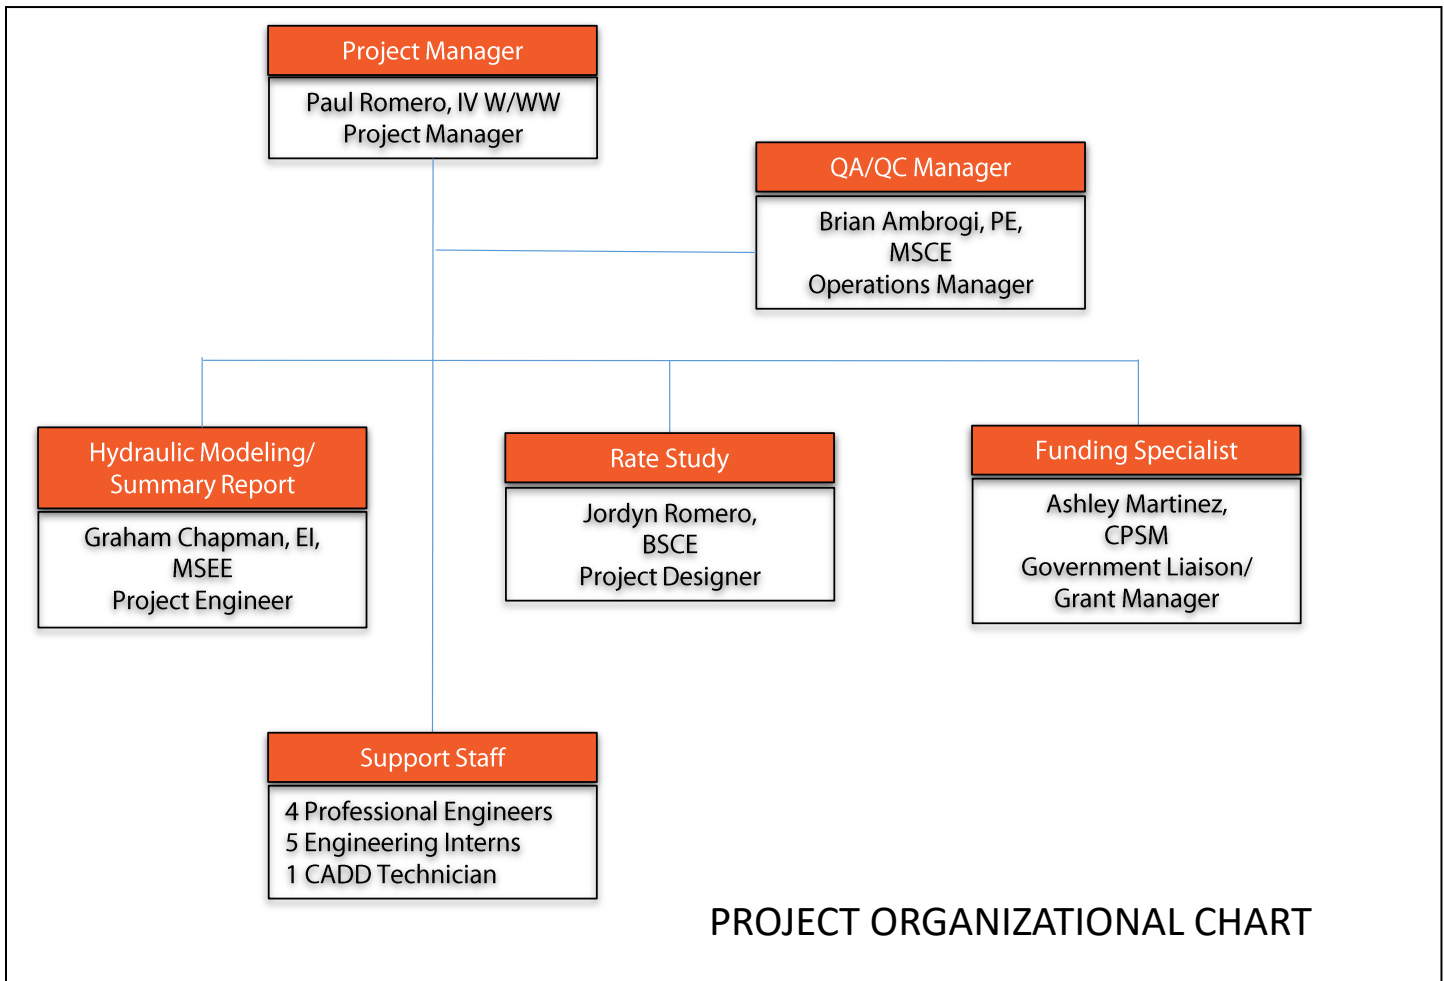 Project Manager
Paul Romero, IV W/WW
Project Manager
QA/QC Manager
Brian Ambrogi, PE,
MSCE
Operations Manager
Hydraulic Modeling/
Summary Report
Graham Chapman, EI,
MSEE
Project Engineer
Rate Study
Jordyn Romero,
BSCE
Project Designer
Funding Specialist
Ashley Martinez,
CPSM
Government Liaison/
Grant Manager
Support Staff
4 Professional Engineers
5 Engineering Interns
1 CADD Technician
PROJECT ORGANIZATIONAL CHART